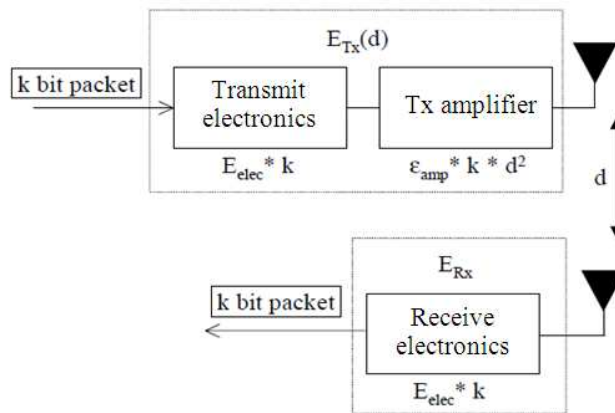 E_Tx(d)
k bit packet
Transmit
electronics
Tx amplifier
E_elec * k
ε_amp * k * d²
d
E_Rx
k bit packet
Receive
electronics
E_elec * k